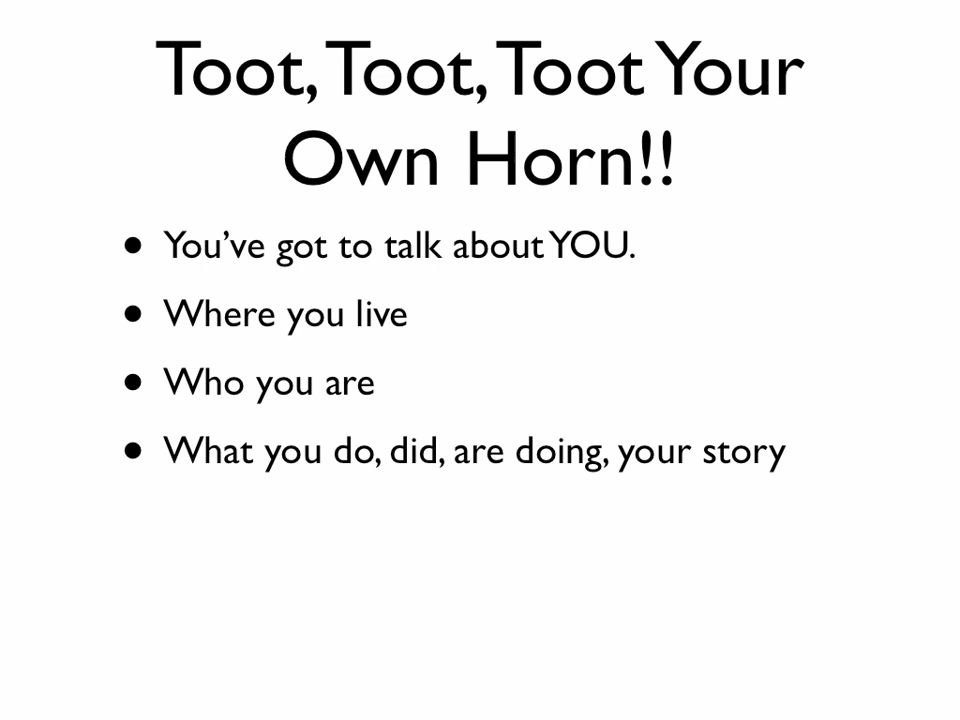 Toot, Toot, Toot Your
Own Horn!!
• You’ve got to talk about YOU.
• Where you live
• Who you are
• What you do, did, are doing, your story